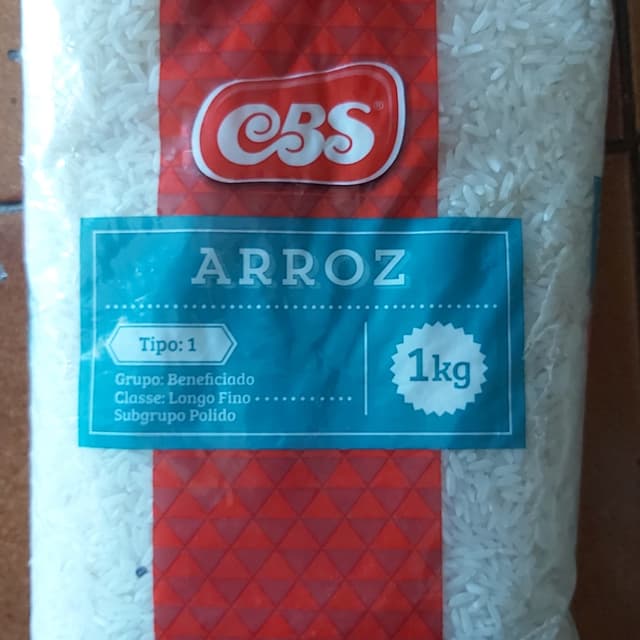 CBS®
ARROZ
Tipo: 1
Grupo: Beneficiado
Classe: Longo Fino
Subgrupo Polido
1kg